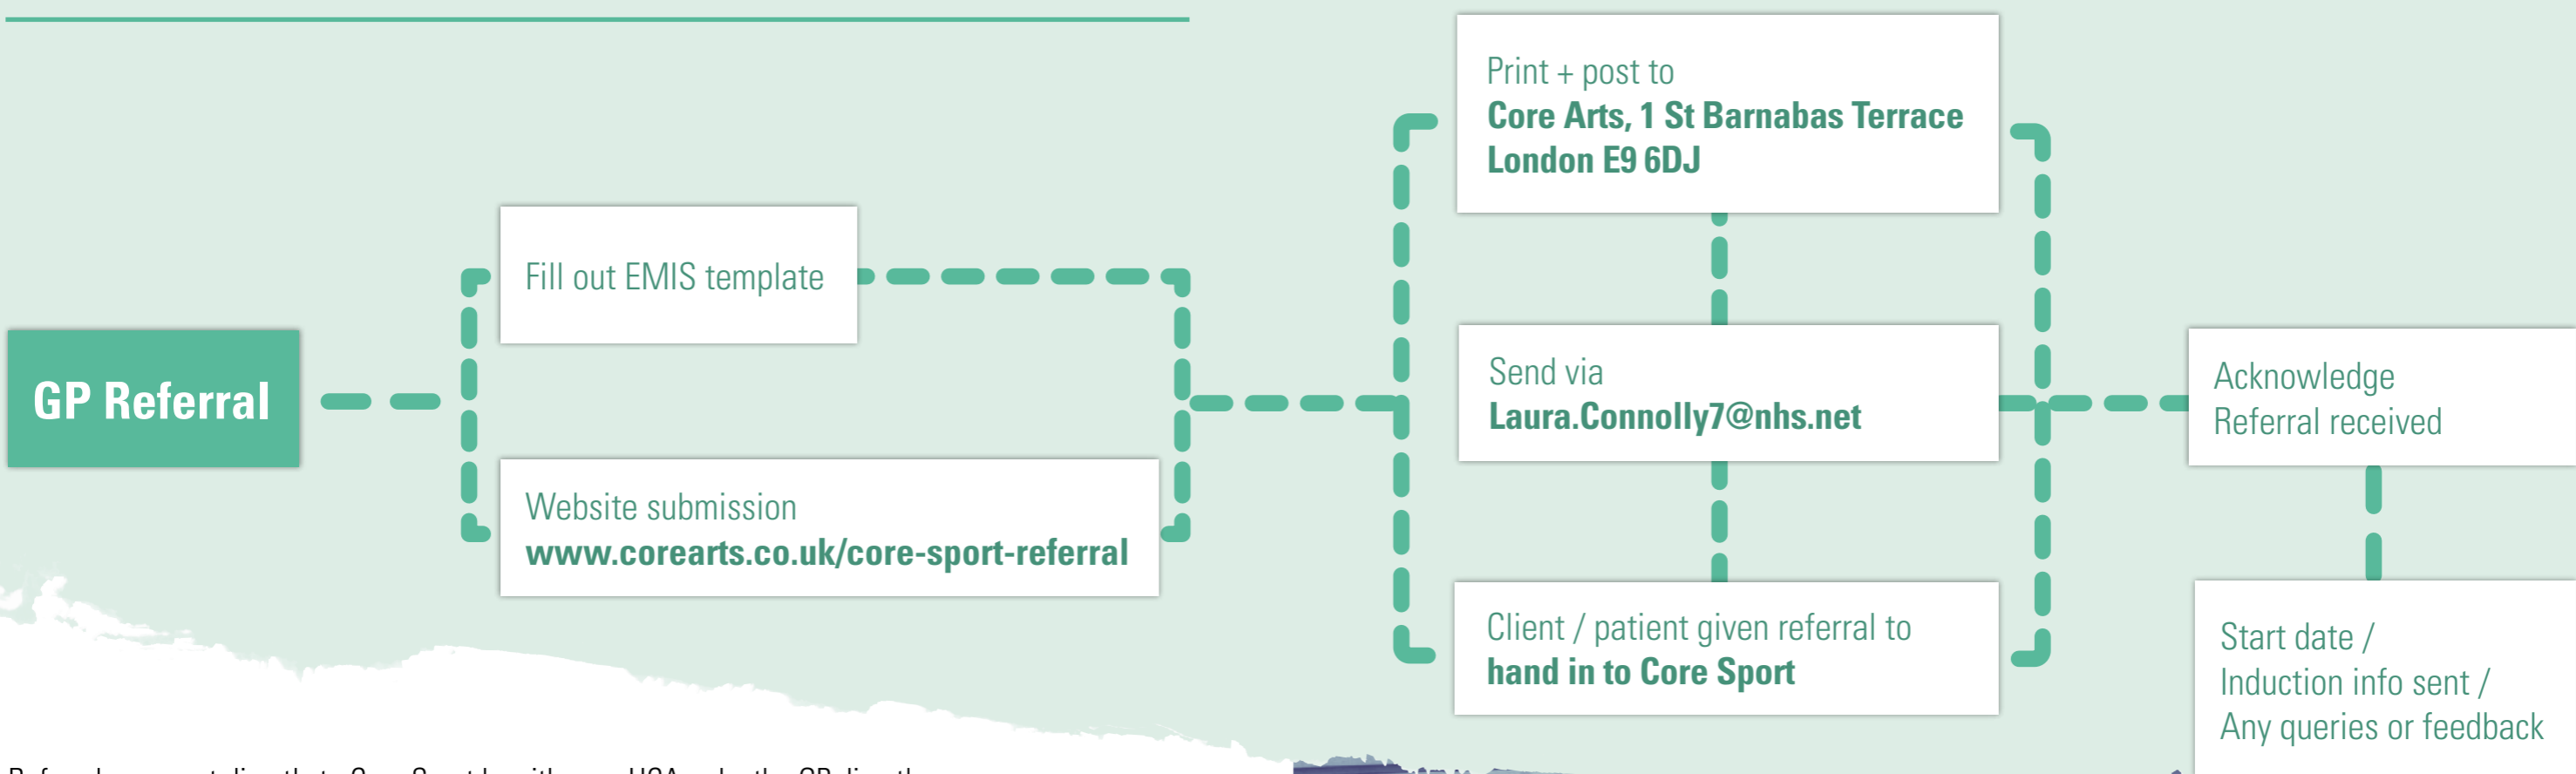 GP Referral
Fill out EMIS template
Website submission
www.corearts.co.uk/core-sport-referral
Print + post to
Core Arts, 1 St Barnabas Terrace
London E9 6DJ
Send via
Laura.Connolly7@nhs.net
Client / patient given referral to
hand in to Core Sport
Acknowledge
Referral received
Start date /
Induction info sent /
Any queries or feedback